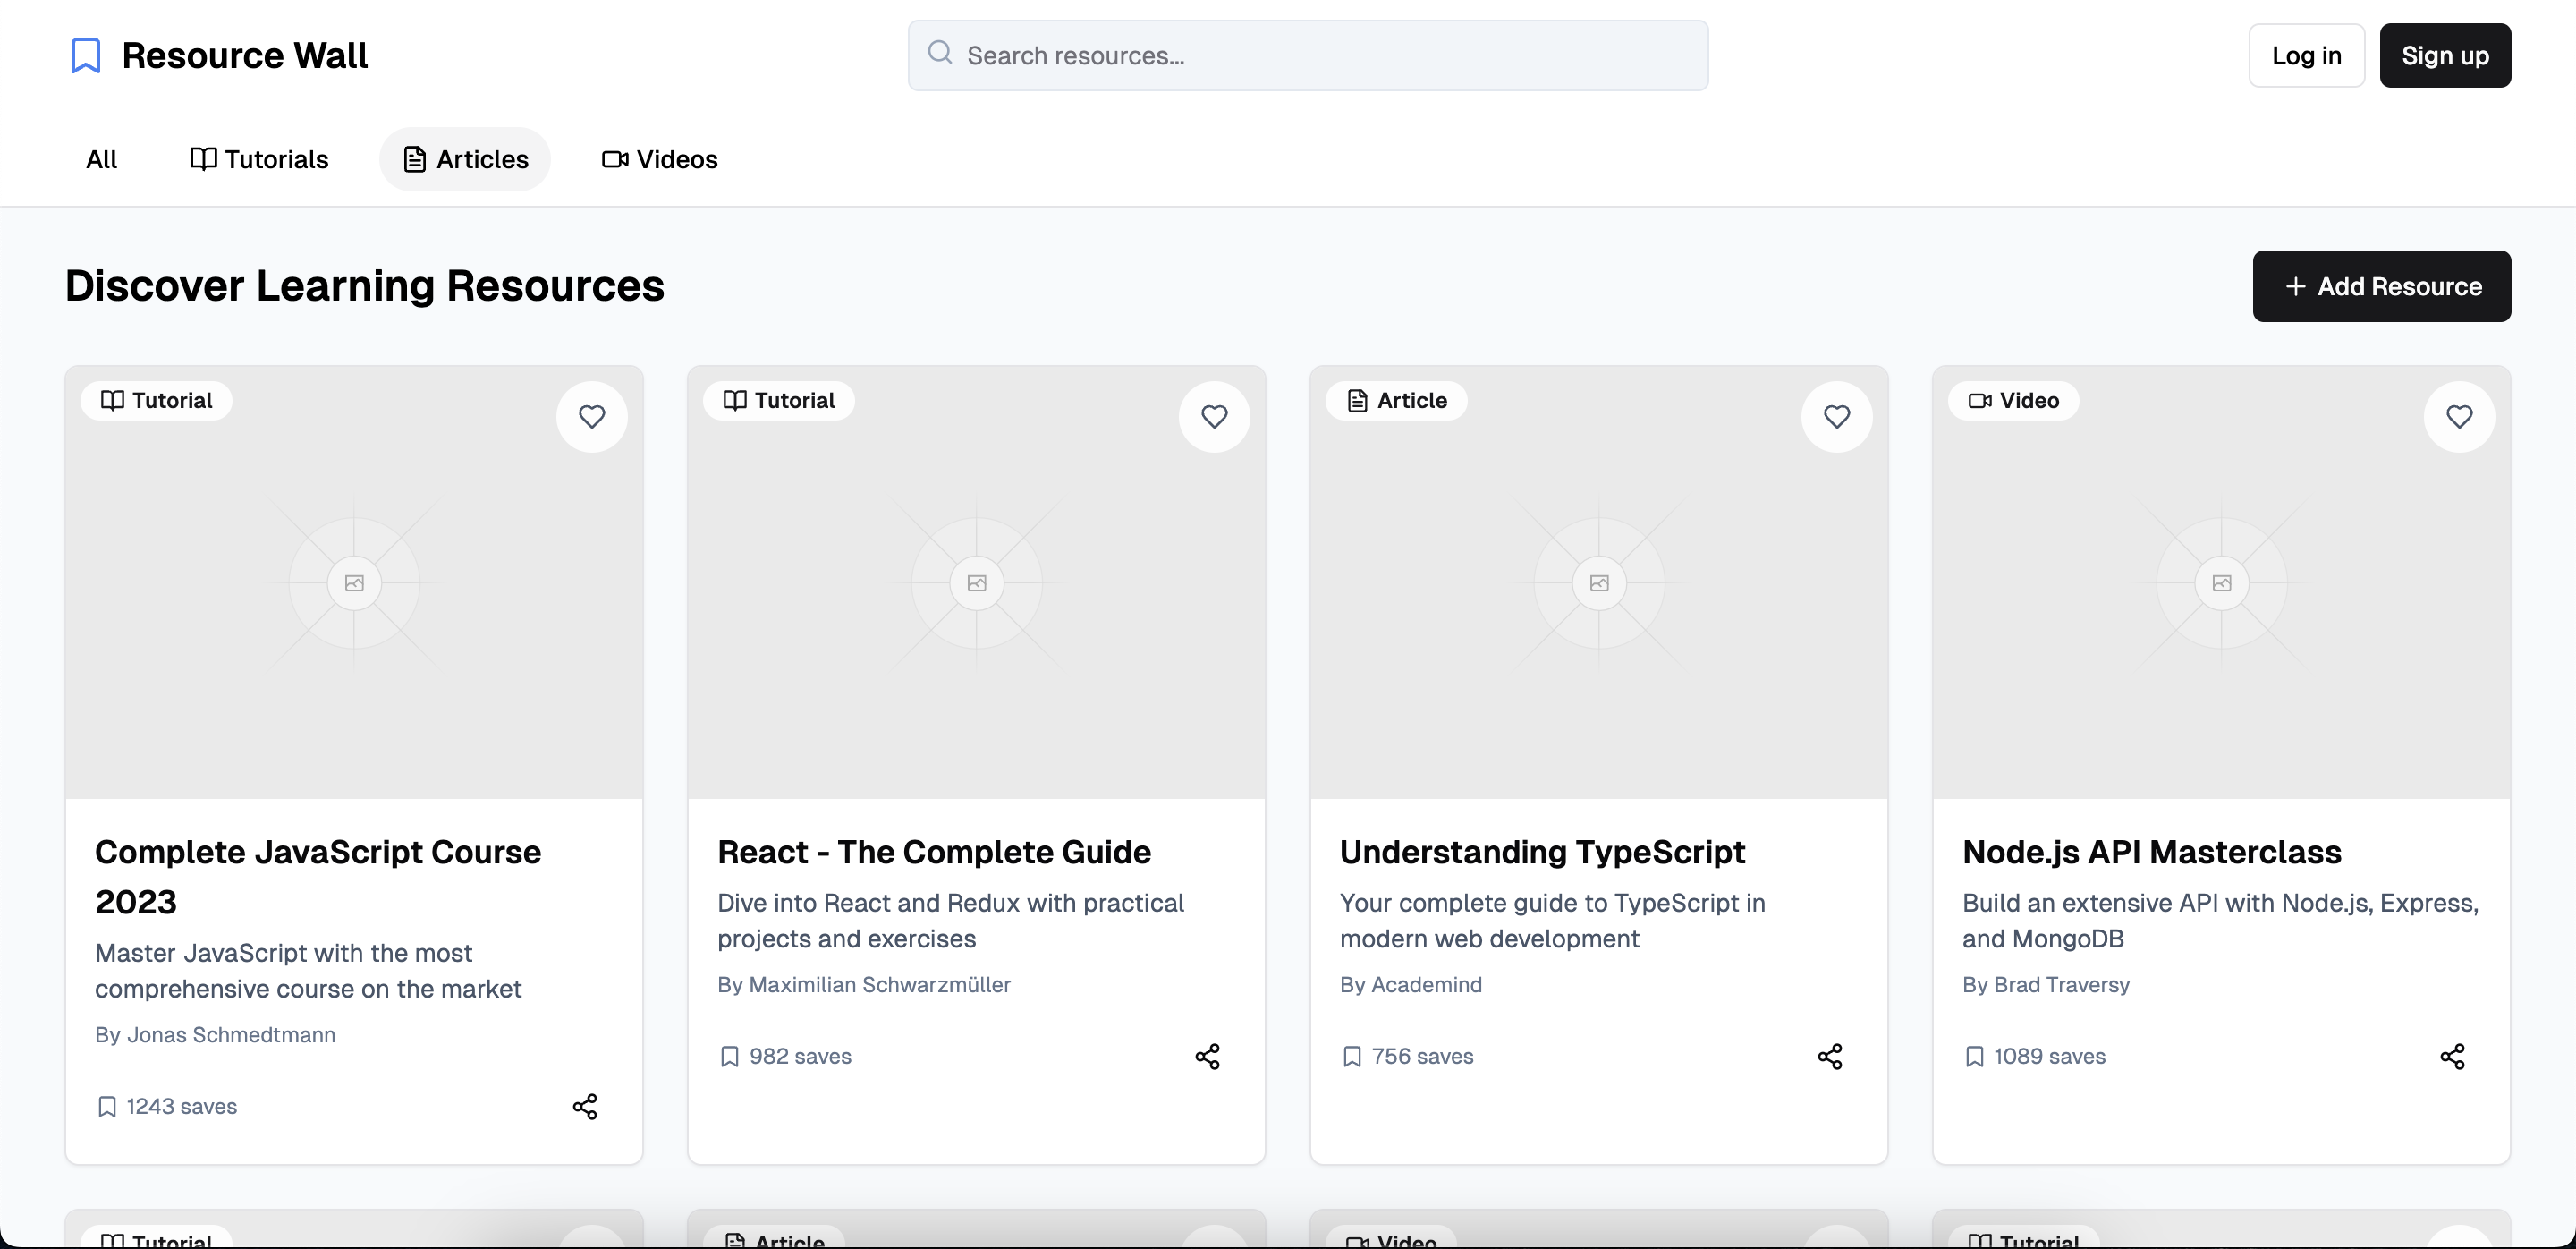 Resource Wall
Search resources...
Log in
Sign up
All
Tutorials
Articles
Videos
Discover Learning Resources
+ Add Resource
Tutorial
Complete JavaScript Course
2023
Master JavaScript with the most
comprehensive course on the market
By Jonas Schmedtmann
1243 saves
Tutorial
React - The Complete Guide
Dive into React and Redux with practical
projects and exercises
By Maximilian Schwarzmüller
982 saves
Article
Understanding TypeScript
Your complete guide to TypeScript in
modern web development
By Academind
756 saves
Video
Node.js API Masterclass
Build an extensive API with Node.js, Express,
and MongoDB
By Brad Traversy
1089 saves
Tutorial
Article
Video
Tutorial